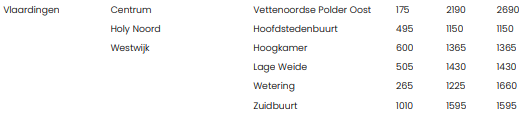 Vlaardingen Centrum Vettenoordse Polder Oost 175 2190 2690
Holy Noord Hoofdstedenbuurt 495 1150 1150
Westwijk Hoogkamer 600 1365 1365
Lage Weide 505 1430 1430
Wetering 265 1225 1660
Zuidbuurt 1010 1595 1595